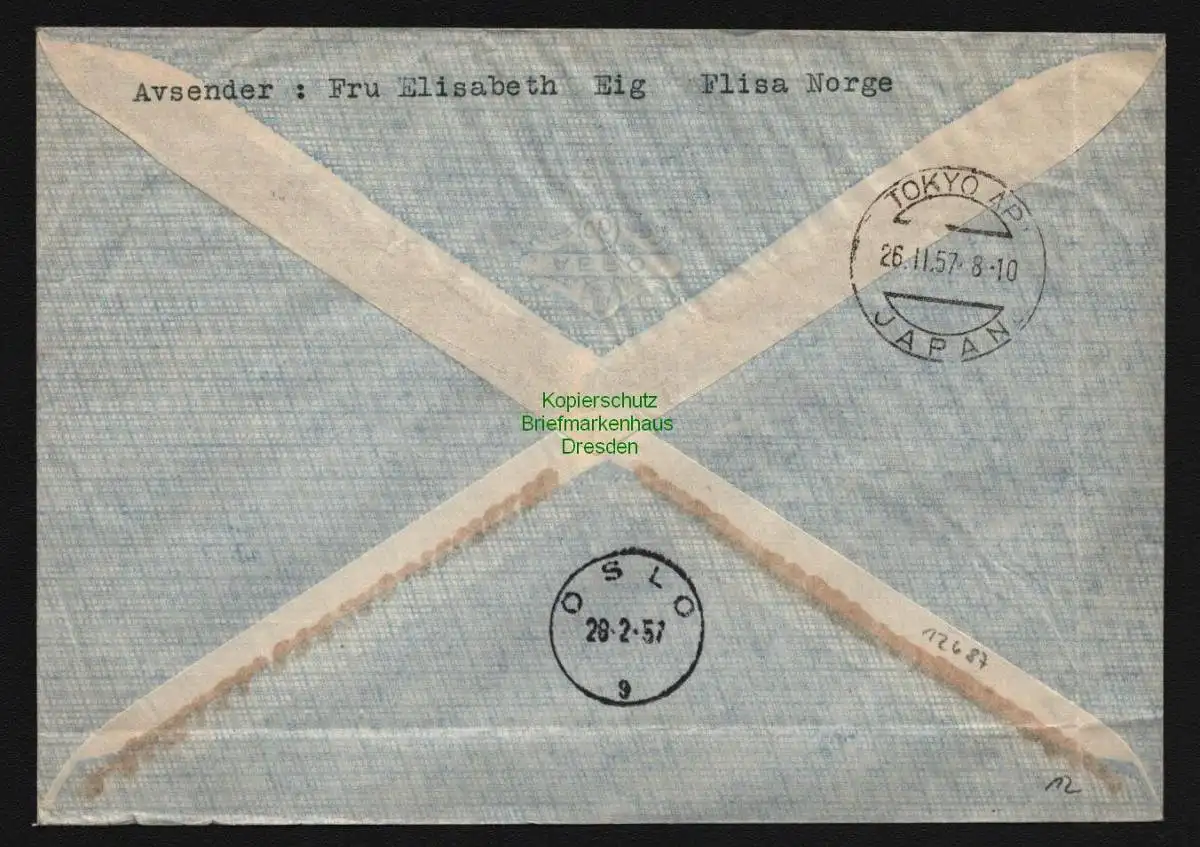 Avsender : Fru Elisabeth Eig Flisa Norge
TOKYO AP.
26.II.57. 8-10
JAPAN
Kopierschutz
Briefmarkenhaus
Dresden
OSLO
28.2.57
9
12687
12